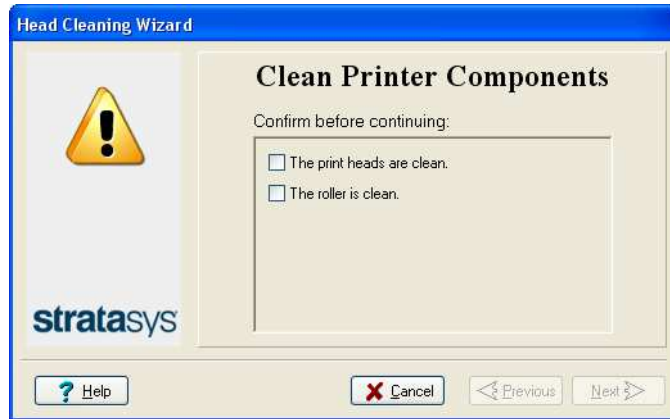 Head Cleaning Wizard
Clean Printer Components
Confirm before continuing:
The print heads are clean.
The roller is clean.
stratasys
? Help
Cancel
Previous
Next